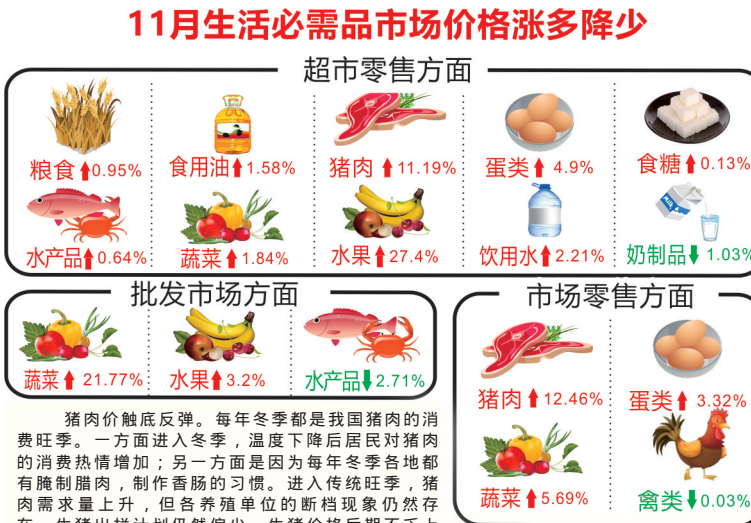 11月生活必需品市场价格涨多降少
超市零售方面
粮食 0.95%
食用油 1.58%
猪肉 11.19%
蛋类 4.9%
食糖 0.13%
水产品 0.64%
蔬菜 1.84%
水果 27.4%
饮用水 2.21%
奶制品 1.03%
Milk
批发市场方面
蔬菜 21.77%
水果 3.2%
水产品 2.71%
市场零售方面
猪肉 12.46%
蛋类 3.32%
蔬菜 5.69%
禽类 0.03%
猪肉价触底反弹。每年冬季都是我国猪肉的消
费旺季。一方面进入冬季，温度下降后居民对猪肉
的消费热情增加；另一方面是因为每年冬季各地都
有腌制腊肉，制作香肠的习惯。进入传统旺季，猪
肉需求量上升，但各养殖单位的断档现象仍然存